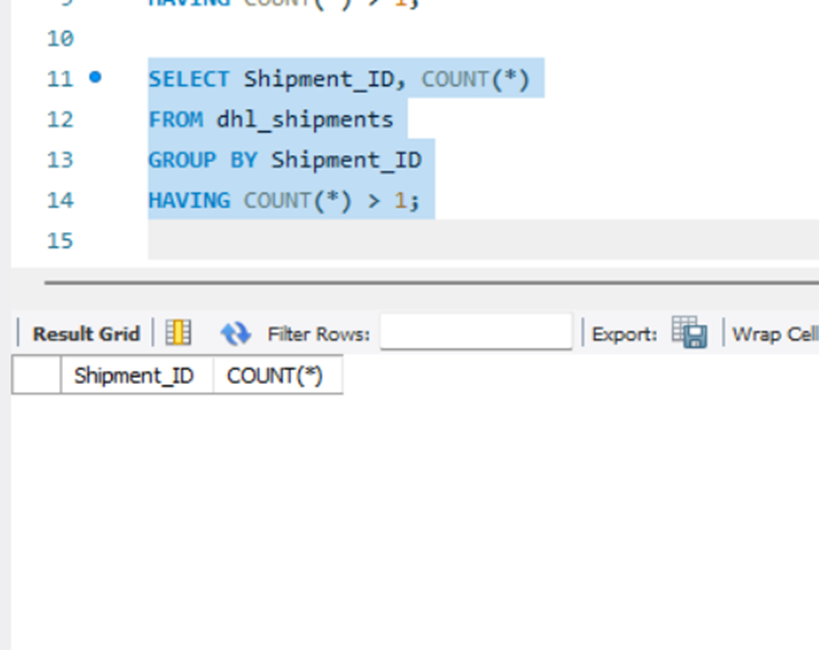 9 HAVING COUNT(*) > 1;
10
11 SELECT Shipment_ID, COUNT(*)
12 FROM dhl_shipments
13 GROUP BY Shipment_ID
14 HAVING COUNT(*) > 1;
15
Result Grid Filter Rows: Export: Wrap Cell
Shipment_ID COUNT(*)